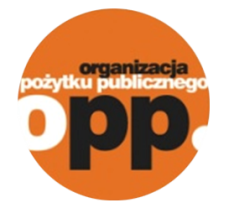 organizacja
pożytku publicznego
opp.